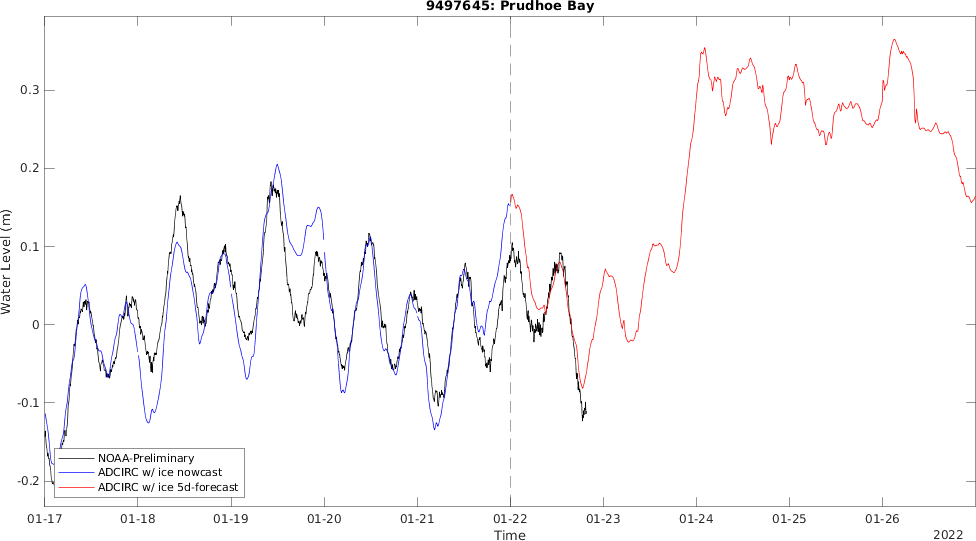 9497645: Prudhoe Bay
Water Level (m)
0.3
0.2
0.1
0
-0.1
-0.2
NOAA-Preliminary
ADCIRC w/ ice nowcast
ADCIRC w/ ice 5d-forecast
01-17 01-18 01-19 01-20 01-21 01-22 01-23 01-24 01-25 01-26
Time
2022